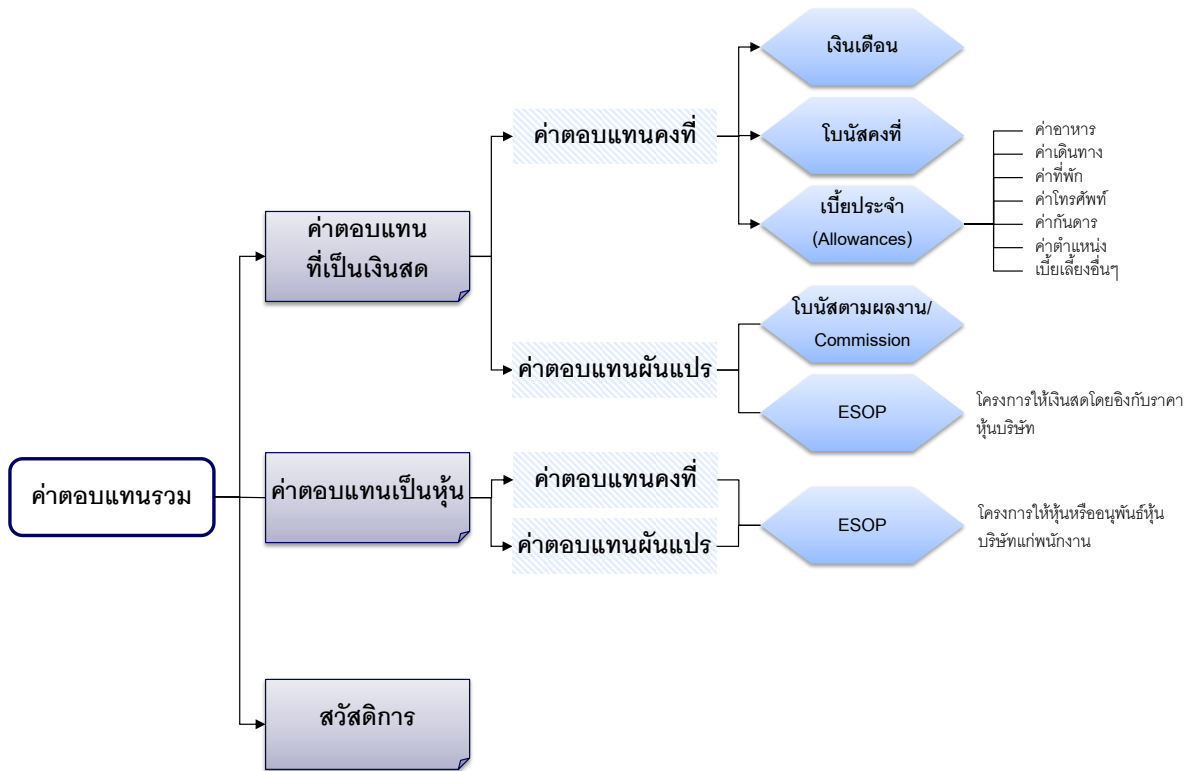 เงินเดือน
ค่าตอบแทนคงที่
โบนัสคงที่
เบี้ยประจำ
(Allowances)
ค่าอาหาร
ค่าเดินทาง
ค่าที่พัก
ค่าโทรศัพท์
ค่ากันดาร
ค่าตำแหน่ง
เบี้ยเลี้ยงอื่นๆ
ค่าตอบแทน
ที่เป็นเงินสด
โบนัสตามผลงาน/
Commission
ค่าตอบแทนผันแปร
ESOP
โครงการให้เงินสดโดยอิงกับราคา
หุ้นบริษัท
ค่าตอบแทนรวม
ค่าตอบแทนเป็นหุ้น
ค่าตอบแทนคงที่
ค่าตอบแทนผันแปร
ESOP
โครงการให้หุ้นหรืออนุพันธ์หุ้น
บริษัทแก่พนักงาน
สวัสดิการ